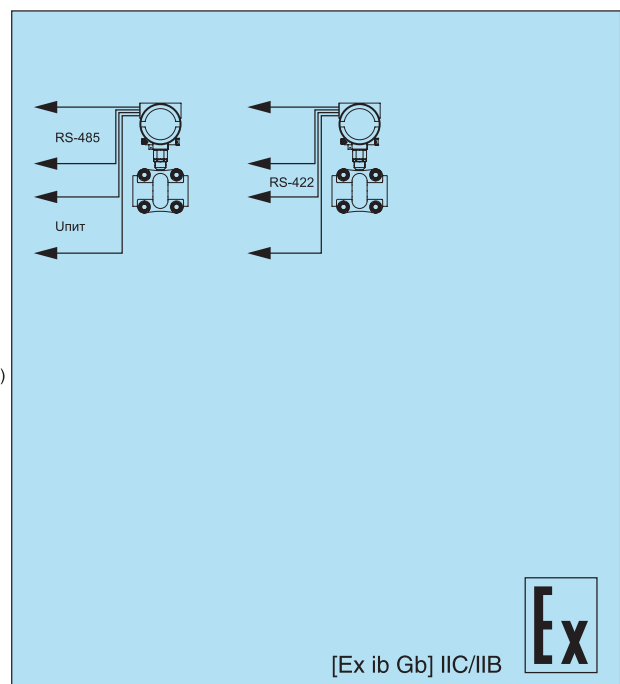 RS-485
RS-422
Uпит
)
Ex
[Ex ib Gb] IIC/IIB